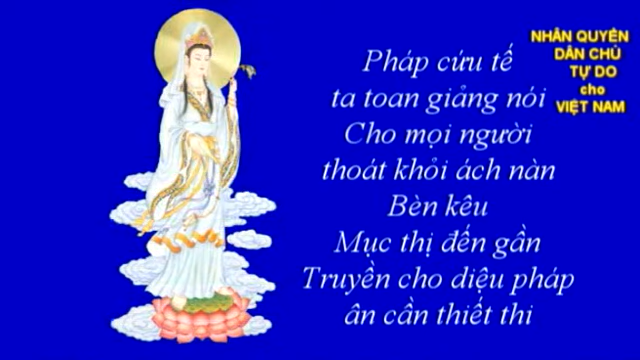 Pháp cứu tế
ta toan giảng nói
Cho mọi người
thoát khỏi ách nàn
Bèn kêu
Mục thị đến gần
Truyền cho diệu pháp
ân cần thiết thi
NHÂN QUYỀN
DÂN CHỦ
TỰ DO
cho
VIỆT NAM